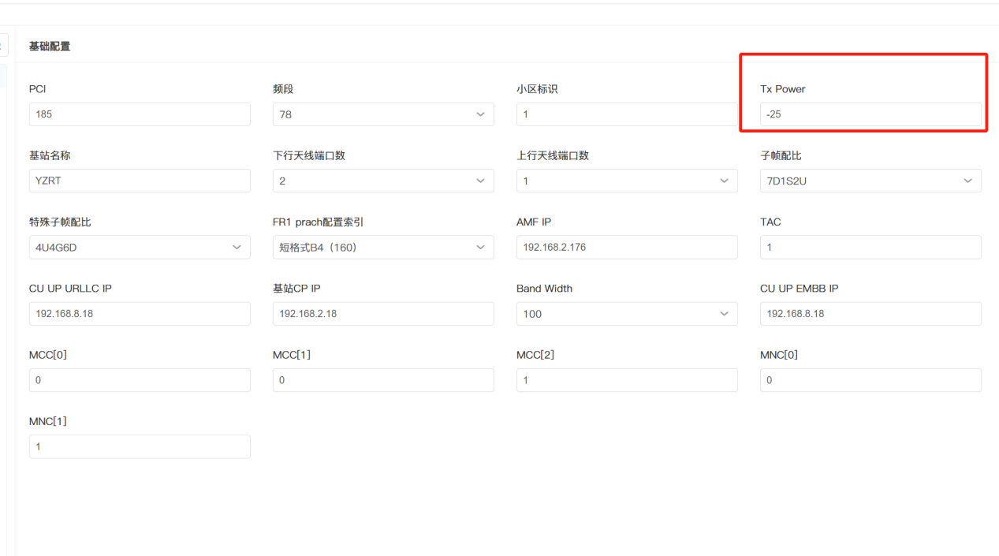 基础配置
PCI 频段 小区标识 Tx Power
185 78 1 -25
基站名称 下行天线端口数 上行天线端口数 子帧配比
YZRT 2 1 7D1S2U
特殊子帧配比 FR1 prach配置索引 AMF IP TAC
4U4G6D 短格式B4（160） 192.168.2.176 1
CU UP URLLC IP 基站CP IP Band Width CU UP EMBB IP
192.168.8.18 192.168.2.18 100 192.168.8.18
MCC[0] MCC[1] MCC[2] MNC[0]
0 0 1 0
MNC[1]
1